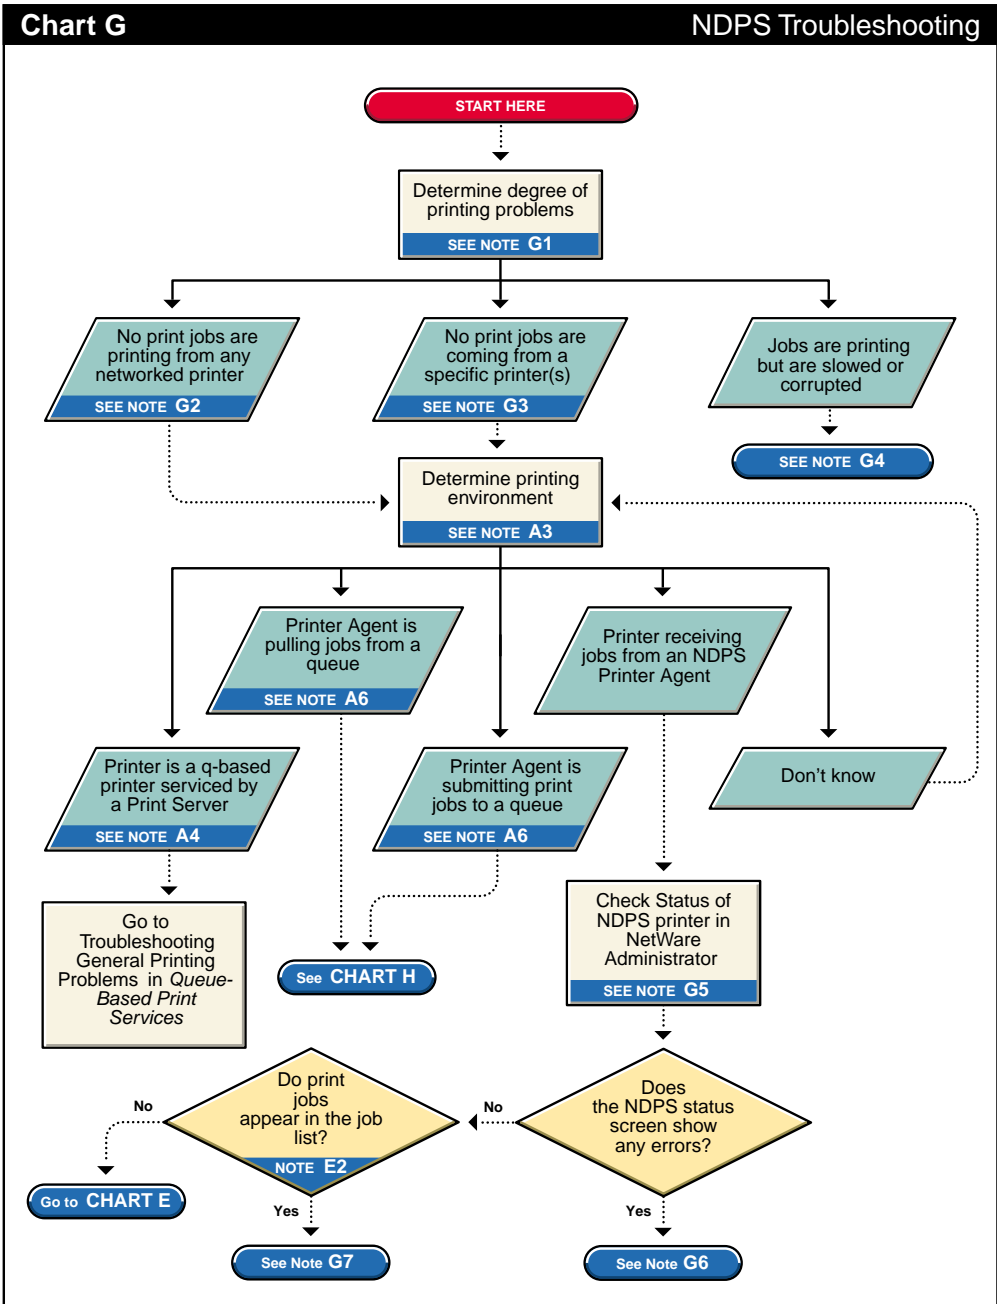 Chart G
NDPS Troubleshooting
START HERE
Determine degree of
printing problems
SEE NOTE G1
No print jobs are
printing from any
networked printer
SEE NOTE G2
No print jobs are
coming from a
specific printer(s)
SEE NOTE G3
Jobs are printing
but are slowed or
corrupted
SEE NOTE G4
Determine printing
environment
SEE NOTE A3
Printer Agent is
pulling jobs from a
queue
SEE NOTE A6
Printer receiving
jobs from an NDPS
Printer Agent
Printer is a q-based
printer serviced by
a Print Server
SEE NOTE A4
Printer Agent is
submitting print
jobs to a queue
SEE NOTE A6
Don't know
Go to
Troubleshooting
General Printing
Problems in Queue-
Based Print
Services
See CHART H
Check Status of
NDPS printer in
NetWare
Administrator
SEE NOTE G5
Do print
jobs
appear in the job
list?
NOTE E2
No
Does
the NDPS status
screen show
any errors?
No
Go to CHART E
Yes
See Note G7
Yes
See Note G6